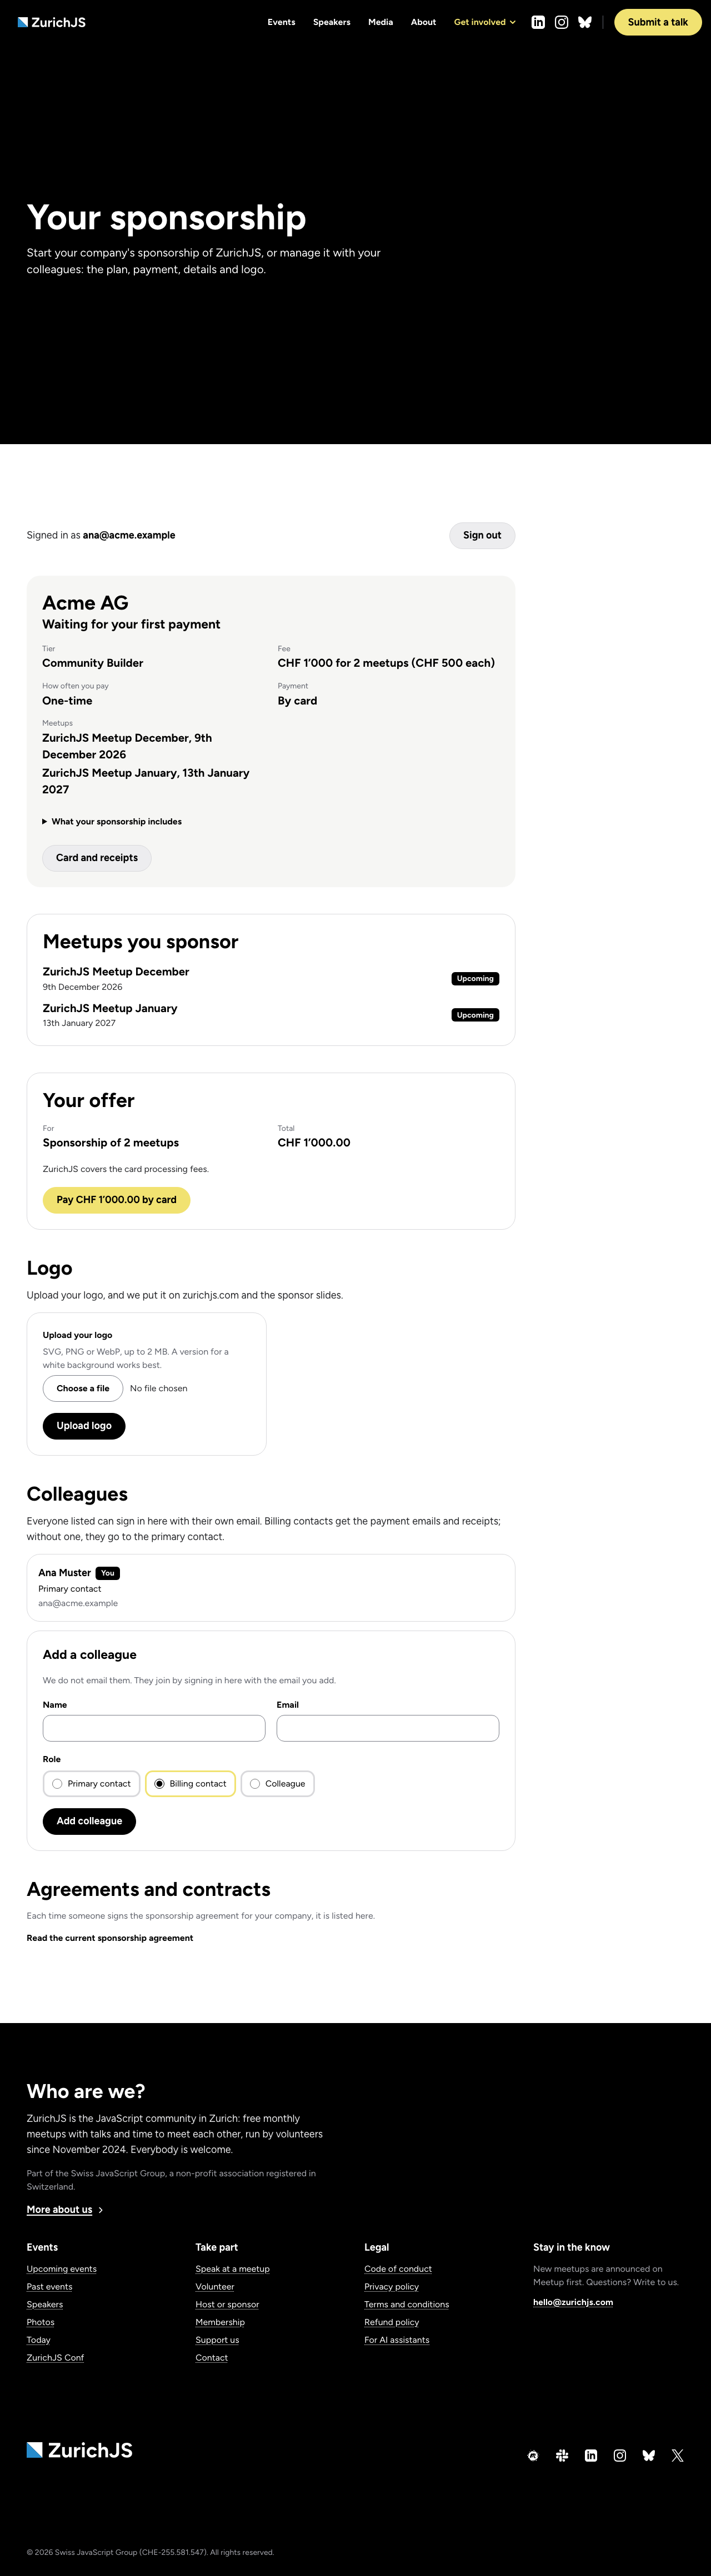 ZurichJS
Events
Speakers
Media
About
Get involved
Submit a talk
Your sponsorship
Start your company's sponsorship of ZurichJS, or manage it with your
colleagues: the plan, payment, details and logo.
Signed in as ana@acme.example
Sign out
Acme AG
Waiting for your first payment
Tier
Community Builder
Fee
CHF 1’000 for 2 meetups (CHF 500 each)
How often you pay
One-time
Payment
By card
Meetups
ZurichJS Meetup December, 9th
December 2026
ZurichJS Meetup January, 13th January
2027
What your sponsorship includes
Card and receipts
Meetups you sponsor
ZurichJS Meetup December
9th December 2026
Upcoming
ZurichJS Meetup January
13th January 2027
Upcoming
Your offer
For
Sponsorship of 2 meetups
Total
CHF 1’000.00
ZurichJS covers the card processing fees.
Pay CHF 1’000.00 by card
Logo
Upload your logo, and we put it on zurichjs.com and the sponsor slides.
Upload your logo
SVG, PNG or WebP, up to 2 MB. A version for a
white background works best.
Choose a file
No file chosen
Upload logo
Colleagues
Everyone listed can sign in here with their own email. Billing contacts get the payment emails and receipts;
without one, they go to the primary contact.
Ana Muster
You
Primary contact
ana@acme.example
Add a colleague
We do not email them. They join by signing in here with the email you add.
Name
Email
Role
Primary contact
Billing contact
Colleague
Add colleague
Agreements and contracts
Each time someone signs the sponsorship agreement for your company, it is listed here.
Read the current sponsorship agreement
Who are we?
ZurichJS is the JavaScript community in Zurich: free monthly
meetups with talks and time to meet each other, run by volunteers
since November 2024. Everybody is welcome.
Part of the Swiss JavaScript Group, a non-profit association registered in
Switzerland.
More about us
Events
Upcoming events
Past events
Speakers
Photos
Today
ZurichJS Conf
Take part
Speak at a meetup
Volunteer
Host or sponsor
Membership
Support us
Contact
Legal
Code of conduct
Privacy policy
Terms and conditions
Refund policy
For AI assistants
Stay in the know
New meetups are announced on
Meetup first. Questions? Write to us.
hello@zurichjs.com
ZurichJS
© 2026 Swiss JavaScript Group (CHE-255.581.547). All rights reserved.